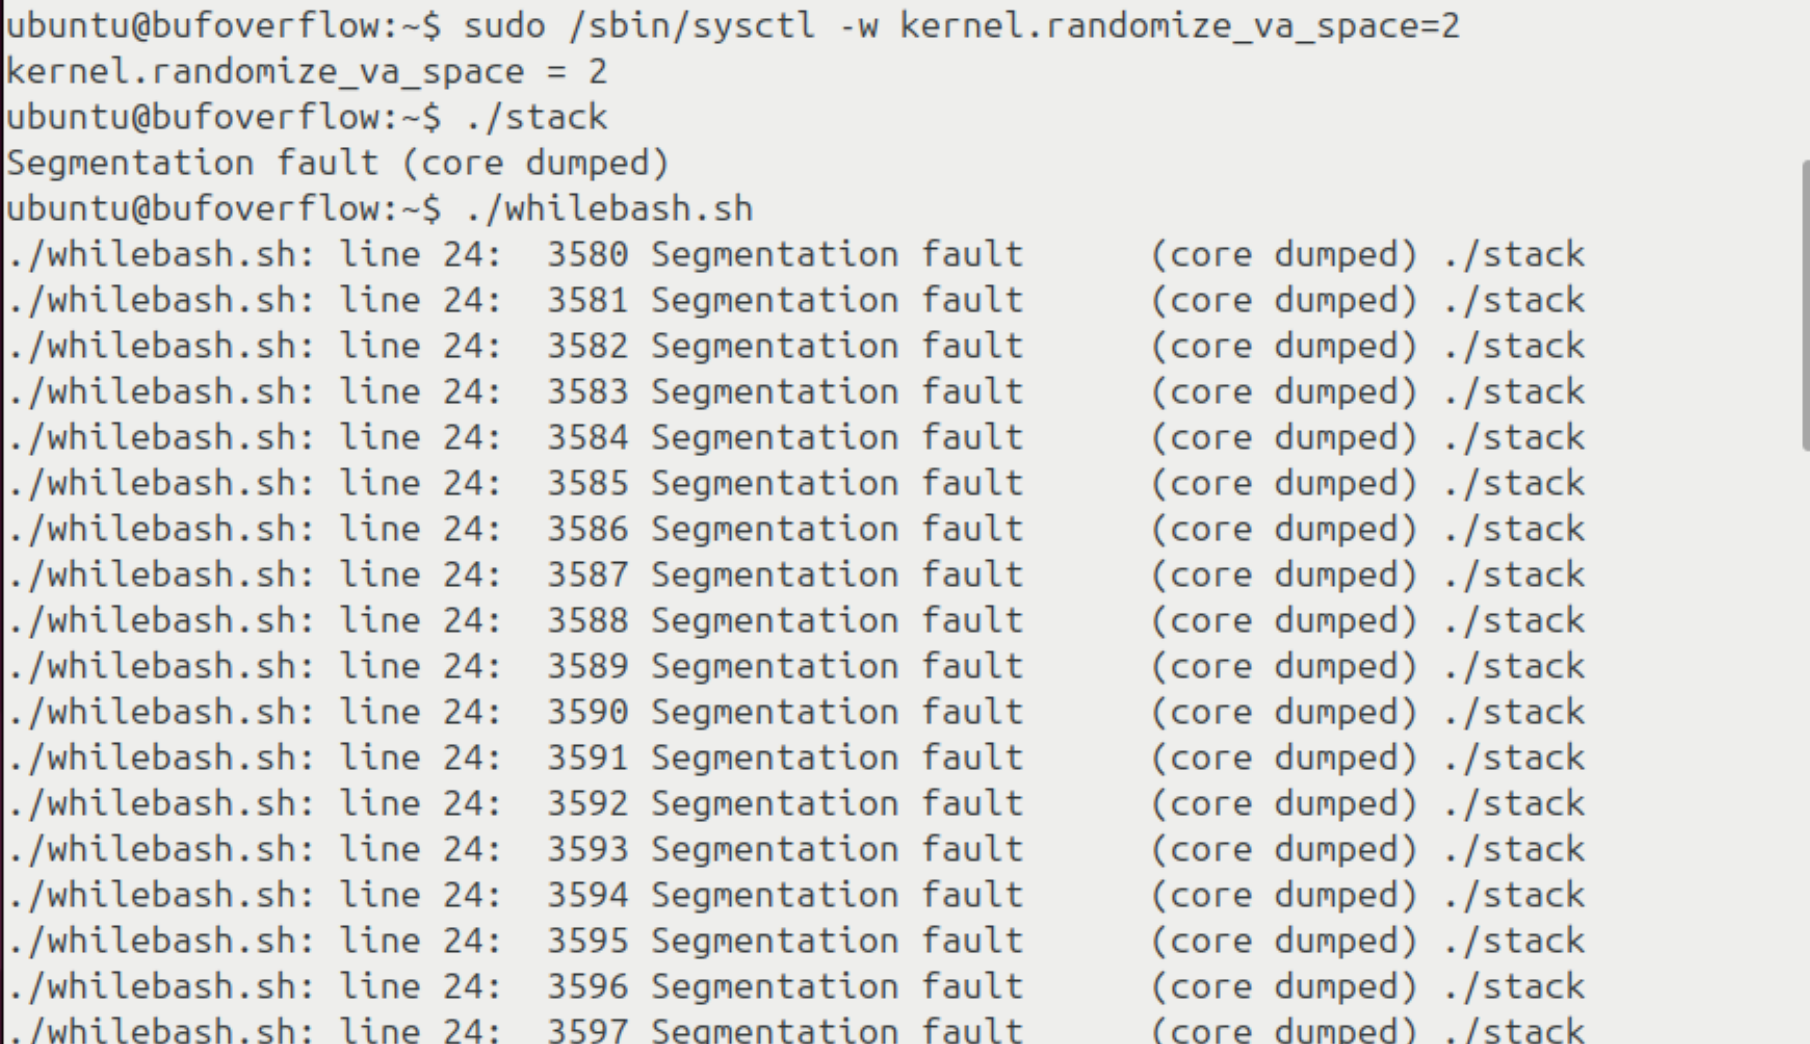 ubuntu@bufoverflow:~$ sudo /sbin/sysctl -w kernel.randomize_va_space=2
kernel.randomize_va_space = 2
ubuntu@bufoverflow:~$ ./stack
Segmentation fault (core dumped)
ubuntu@bufoverflow:~$ ./whilebash.sh
./whilebash.sh: line 24:  3580 Segmentation fault      (core dumped) ./stack
./whilebash.sh: line 24:  3581 Segmentation fault      (core dumped) ./stack
./whilebash.sh: line 24:  3582 Segmentation fault      (core dumped) ./stack
./whilebash.sh: line 24:  3583 Segmentation fault      (core dumped) ./stack
./whilebash.sh: line 24:  3584 Segmentation fault      (core dumped) ./stack
./whilebash.sh: line 24:  3585 Segmentation fault      (core dumped) ./stack
./whilebash.sh: line 24:  3586 Segmentation fault      (core dumped) ./stack
./whilebash.sh: line 24:  3587 Segmentation fault      (core dumped) ./stack
./whilebash.sh: line 24:  3588 Segmentation fault      (core dumped) ./stack
./whilebash.sh: line 24:  3589 Segmentation fault      (core dumped) ./stack
./whilebash.sh: line 24:  3590 Segmentation fault      (core dumped) ./stack
./whilebash.sh: line 24:  3591 Segmentation fault      (core dumped) ./stack
./whilebash.sh: line 24:  3592 Segmentation fault      (core dumped) ./stack
./whilebash.sh: line 24:  3593 Segmentation fault      (core dumped) ./stack
./whilebash.sh: line 24:  3594 Segmentation fault      (core dumped) ./stack
./whilebash.sh: line 24:  3595 Segmentation fault      (core dumped) ./stack
./whilebash.sh: line 24:  3596 Segmentation fault      (core dumped) ./stack
./whilebash.sh: line 24:  3597 Segmentation fault      (core dumped) ./stack